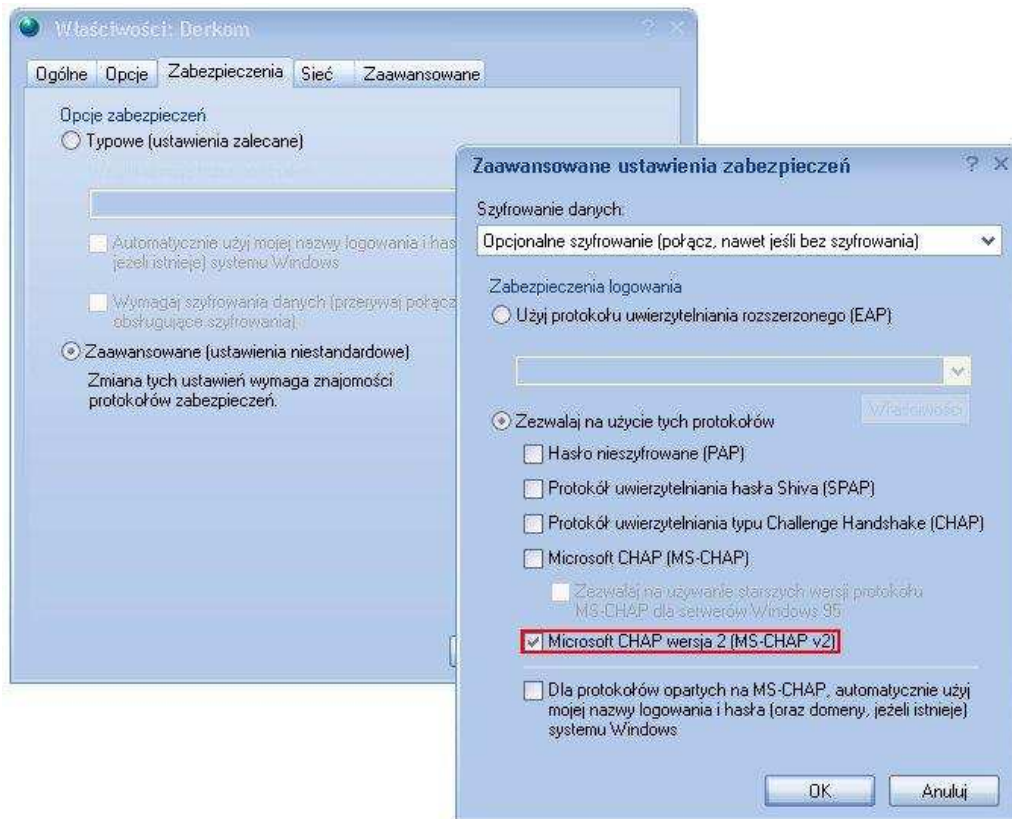 Właściwości: Derkom
Ogólne
Opcje
Zabezpieczenia
Sieć
Zaawansowane
Opcje zabezpieczeń
Typowe (ustawienia zalecane)
Automatycznie użyj mojej nazwy logowania i has
jeżeli istnieje) systemu Windows
Wymagaj szyfrowania danych (przerywaj połącz
obsługujące szyfrowania)
Zaawansowane (ustawienia niestandardowe)
Zmiana tych ustawień wymaga znajomości
protokołów zabezpieczeń.
Zaawansowane ustawienia zabezpieczeń
Szyfrowanie danych:
Opcjonalne szyfrowanie (połącz, nawet jeśli bez szyfrowania)
Zabezpieczenia logowania
Użyj protokołu uwierzytelniania rozszerzonego (EAP)
Właściwości
Zezwalaj na użycie tych protokołów
Hasło nieszyfrowane (PAP)
Protokół uwierzytelniania hasła Shiva (SPAP)
Protokół uwierzytelniania typu Challenge Handshake (CHAP)
Microsoft CHAP (MS-CHAP)
Zezwalaj na używanie starszych wersji protokołu
MS-CHAP dla serwerów Windows 95
Microsoft CHAP wersja 2 (MS-CHAP v2)
Dla protokołów opartych na MS-CHAP, automatycznie użyj
mojej nazwy logowania i hasła (oraz domeny, jeżeli istnieje)
systemu Windows
OK
Anuluj